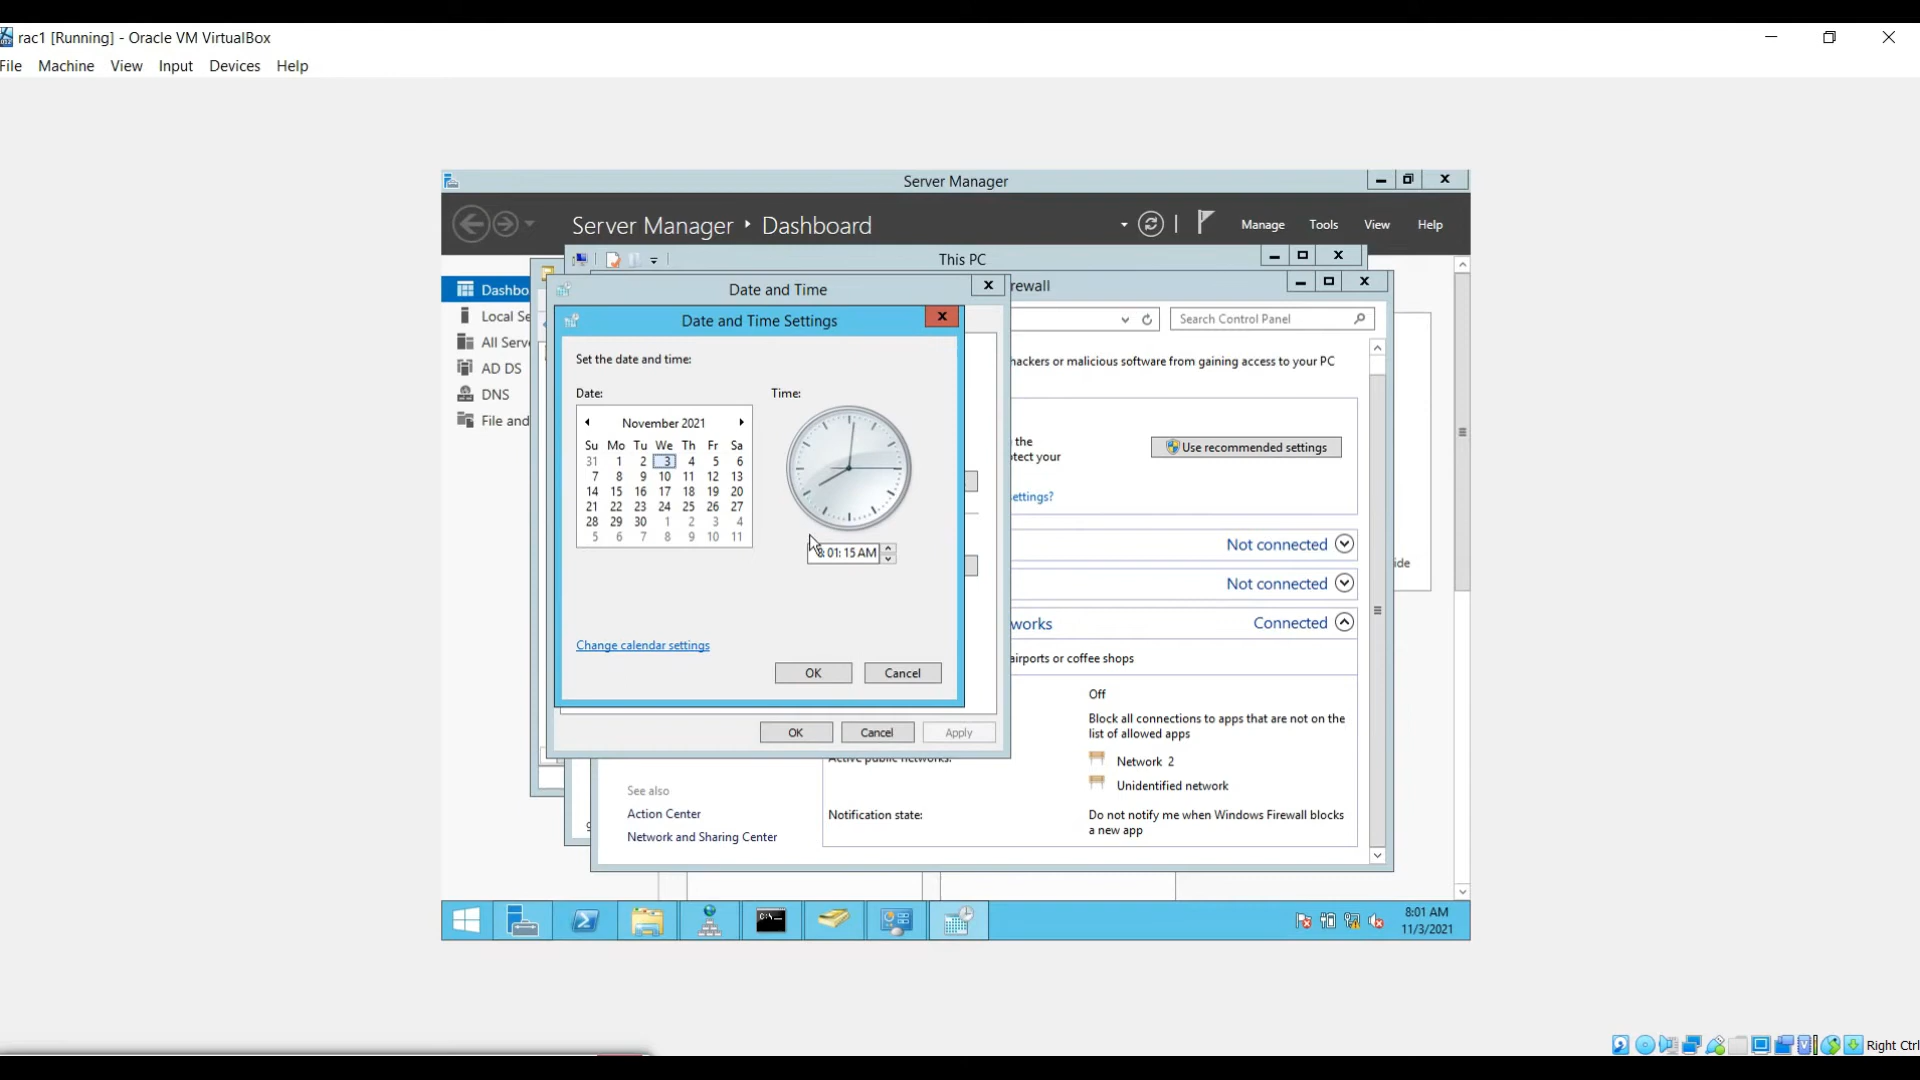 rac1 [Running] - Oracle VM VirtualBox
File Machine View Input Devices Help
Server Manager
Server Manager Dashboard
Manage Tools View Help
This PC
Date and Time
Date and Time Settings
Search Control Panel
Set the date and time:
hackers or malicious software from gaining access to your PC
Date: Time:
November 2021
Su Mo Tu We Th Fr Sa
31 1 2 3 4 5 6
7 8 9 10 11 12 13
14 15 16 17 18 19 20
21 22 23 24 25 26 27
28 29 30 1 2 3 4
5 6 7 8 9 10 11
01: 15 AM
Local
AD DS
DNS
File and
the
your
Use recommended settings
Not connected
Not connected
Connected
airports or coffee shops
Change calendar settings
OK Cancel
OK Cancel Apply
Off
Block all connections to apps that are not on the
list of allowed apps
Network 2
Unidentified network
See also
Action Center
Network and Sharing Center
Notification state:
Do not notify me when Windows Firewall blocks
a new app
8:01 AM
11/3/2021
Right Ctrl